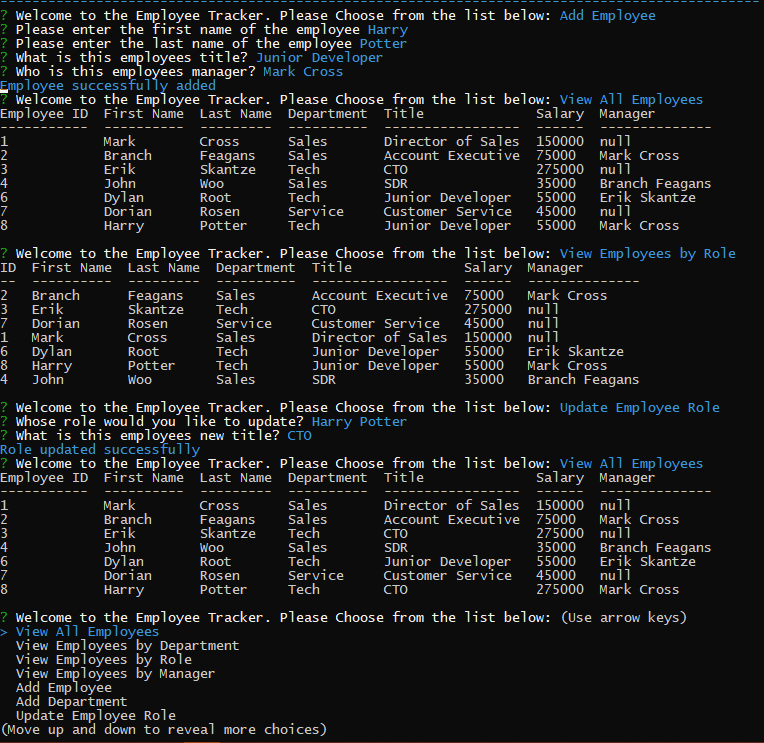 ? Welcome to the Employee Tracker. Please Choose from the list below: Add Employee
? Please enter the first name of the employee Harry
? Please enter the last name of the employee Potter
? What is this employees title? Junior Developer
? Who is this employees manager? Mark Cross
Employee successfully added
? Welcome to the Employee Tracker. Please Choose from the list below: View All Employees
Employee ID  First Name  Last Name  Department  Title              Salary  Manager
-----------  ----------  ---------  ----------  -----------------  ------  --------------
1            Mark        Cross      Sales       Director of Sales  150000  null
2            Branch      Feagans    Sales       Account Executive  75000   Mark Cross
3            Erik        Skantze    Tech        CTO                275000  null
4            John        Woo        Sales       SDR                35000   Branch Feagans
6            Dylan       Root       Tech        Junior Developer   55000   Erik Skantze
7            Dorian      Rosen      Service     Customer Service   45000   null
8            Harry       Potter     Tech        Junior Developer   55000   Mark Cross
? Welcome to the Employee Tracker. Please Choose from the list below: View Employees by Role
ID  First Name  Last Name  Department  Title              Salary  Manager
--  ----------  ---------  ----------  -----------------  ------  --------------
2   Branch      Feagans    Sales       Account Executive  75000   Mark Cross
3   Erik        Skantze    Tech        CTO                275000  null
7   Dorian      Rosen      Service     Customer Service   45000   null
1   Mark        Cross      Sales       Director of Sales  150000  null
6   Dylan       Root       Tech        Junior Developer   55000   Erik Skantze
8   Harry       Potter     Tech        Junior Developer   55000   Mark Cross
4   John        Woo        Sales       SDR                35000   Branch Feagans
? Welcome to the Employee Tracker. Please Choose from the list below: Update Employee Role
? Whose role would you like to update? Harry Potter
? What is this employees new title? CTO
Role updated successfully
? Welcome to the Employee Tracker. Please Choose from the list below: View All Employees
Employee ID  First Name  Last Name  Department  Title              Salary  Manager
-----------  ----------  ---------  ----------  -----------------  ------  --------------
1            Mark        Cross      Sales       Director of Sales  150000  null
2            Branch      Feagans    Sales       Account Executive  75000   Mark Cross
3            Erik        Skantze    Tech        CTO                275000  null
4            John        Woo        Sales       SDR                35000   Branch Feagans
6            Dylan       Root       Tech        Junior Developer   55000   Erik Skantze
7            Dorian      Rosen      Service     Customer Service   45000   null
8            Harry       Potter     Tech        CTO                275000  Mark Cross
? Welcome to the Employee Tracker. Please Choose from the list below: (Use arrow keys)
> View All Employees
  View Employees by Department
  View Employees by Role
  View Employees by Manager
  Add Employee
  Add Department
  Update Employee Role
(Move up and down to reveal more choices)